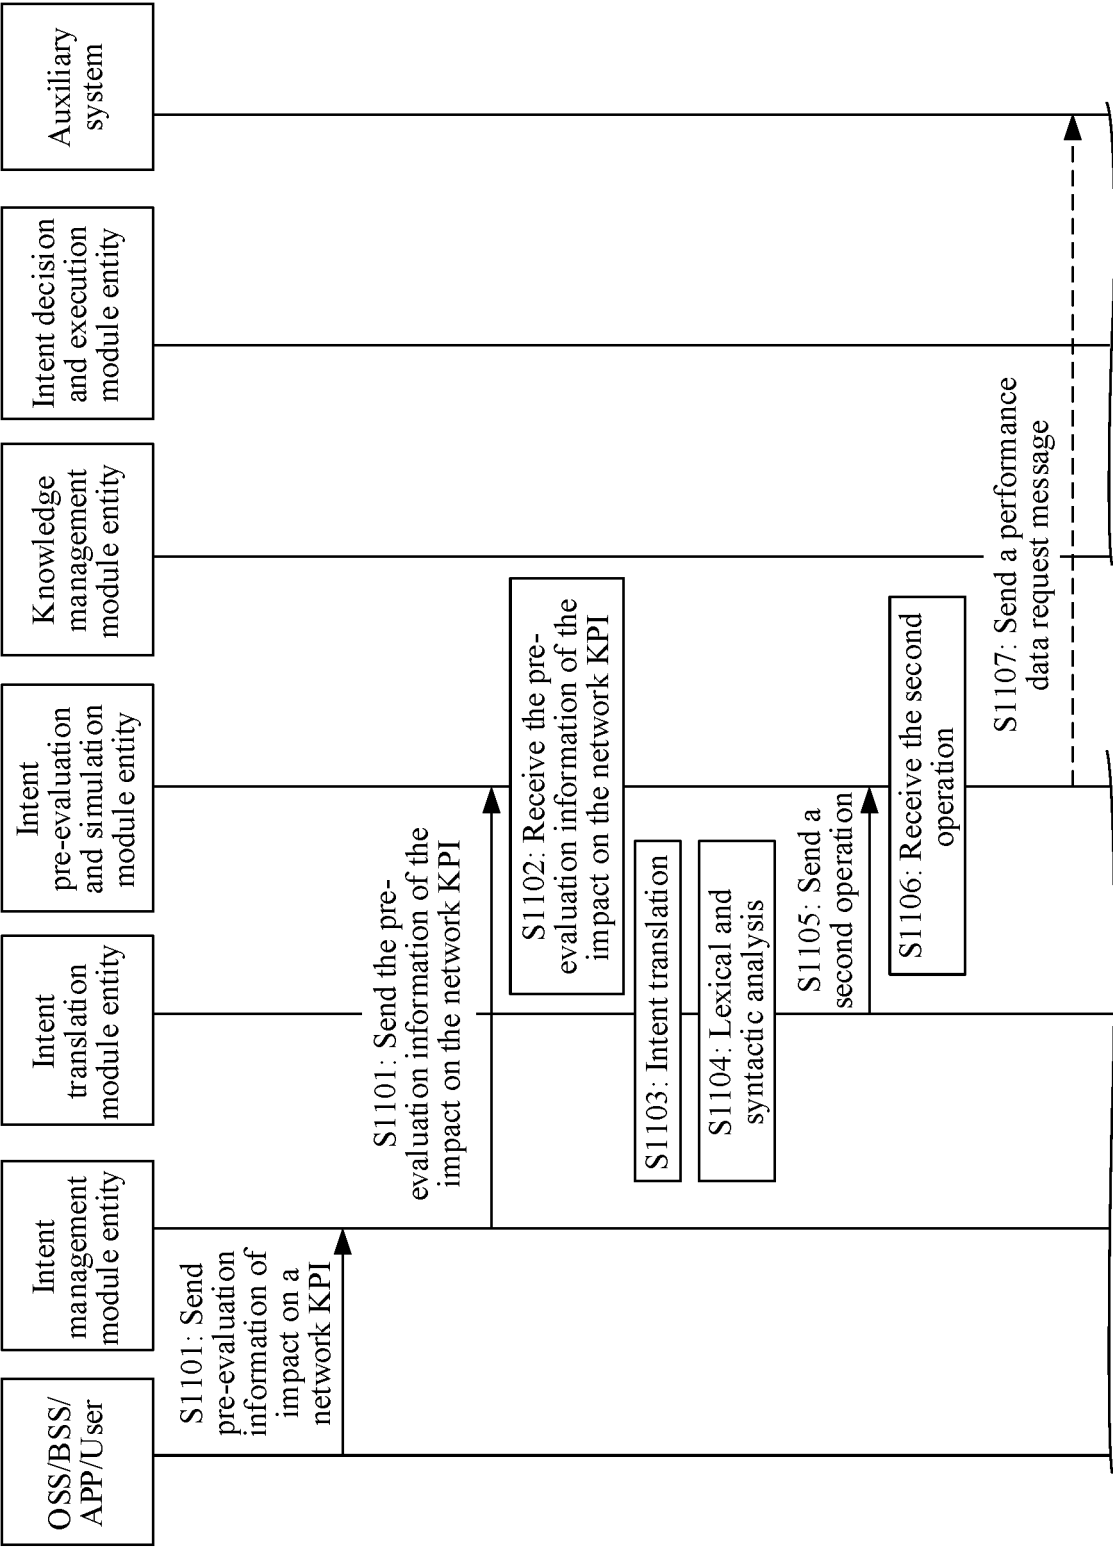 OSS/BSS/
APP/User
Intent
management
module entity
Intent
translation
module entity
Intent
pre-evaluation
and simulation
module entity
Knowledge
management
module entity
Intent decision
and execution
module entity
Auxiliary
system
S1101: Send
pre-evaluation
information of
impact on a
network KPI
S1101: Send the pre-
evaluation information of the
impact on the network KPI
S1102: Receive the pre-
evaluation information of the
impact on the network KPI
S1103: Intent translation
S1104: Lexical and
syntactic analysis
S1105: Send a
second operation
S1106: Receive the second
operation
S1107: Send a performance
data request message